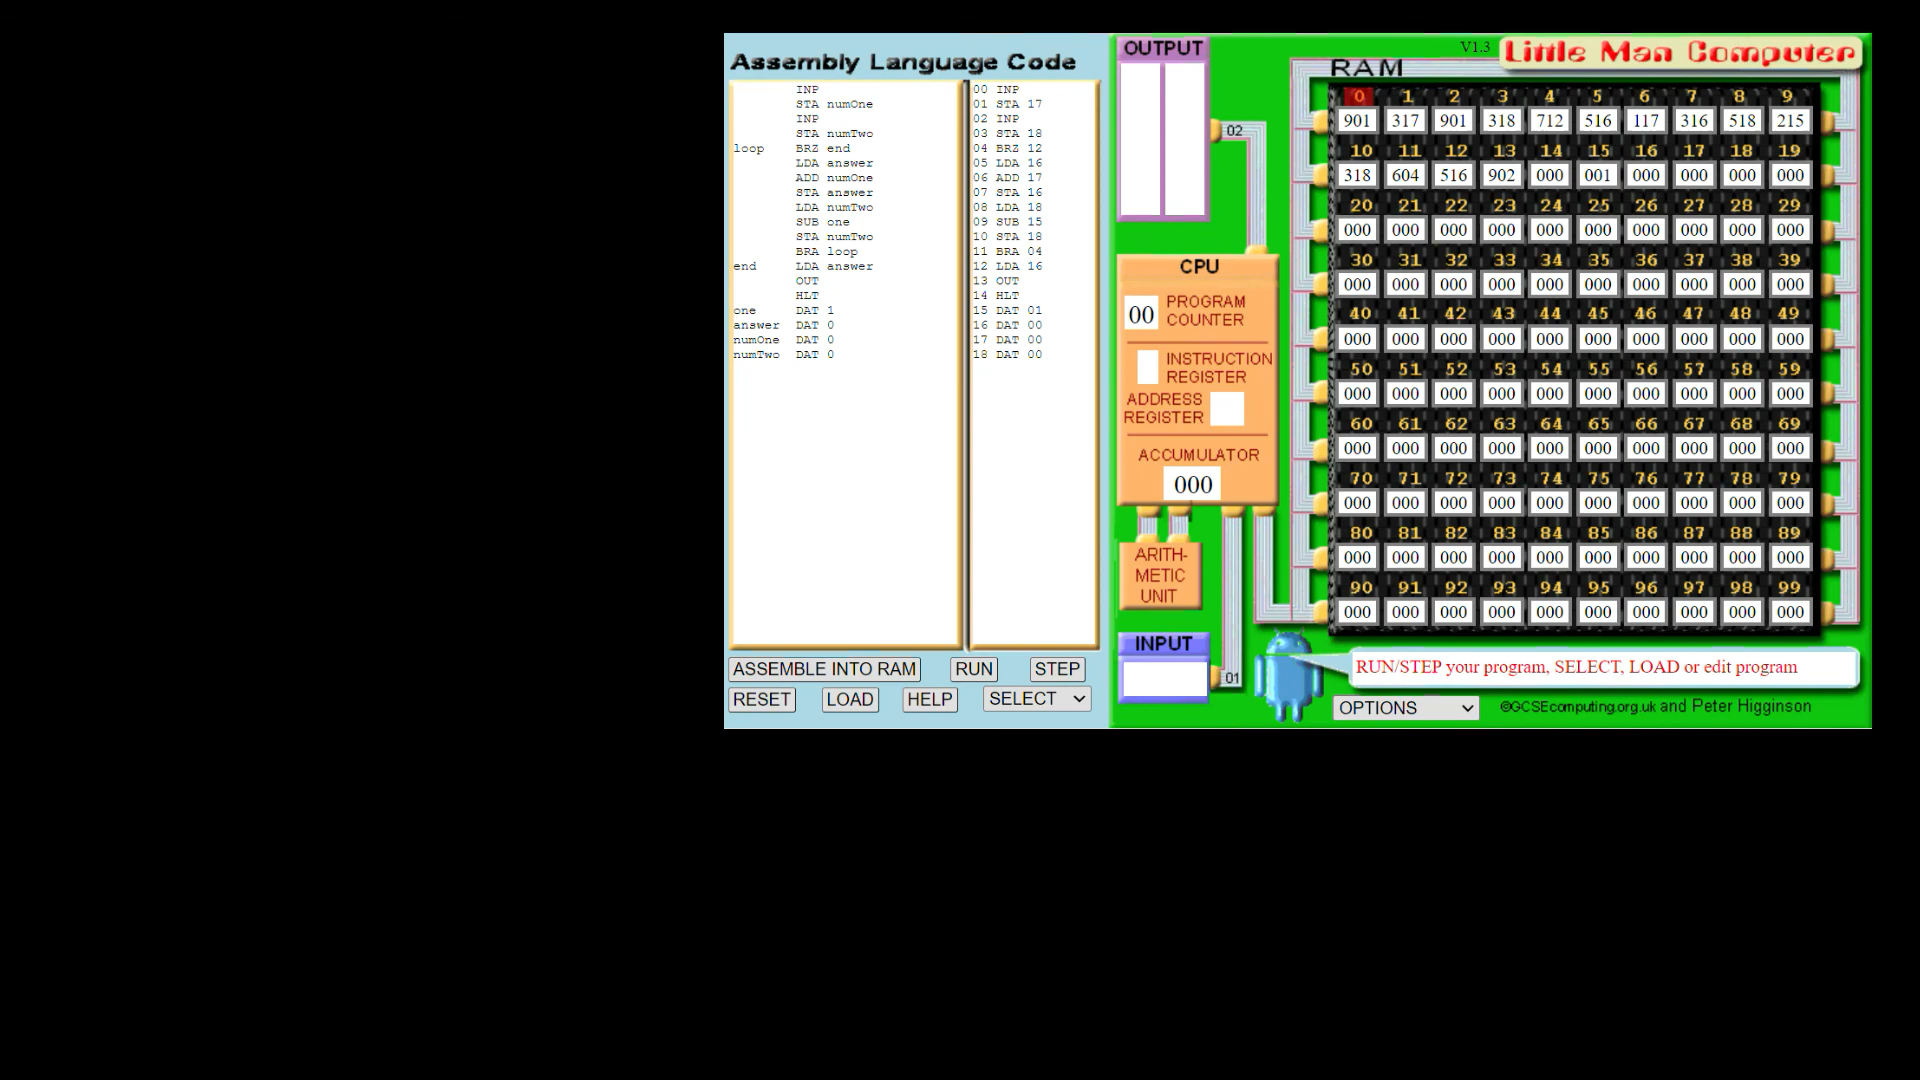 Assembly Language Code
INP
STA numOne
INP
STA numTwo
loop BRZ end
LDA answer
ADD numOne
STA answer
LDA numTwo
SUB one
STA numTwo
BRA loop
end LDA answer
OUT
HLT
one DAT 1
answer DAT 0
numOne DAT 0
numTwo DAT 0
00 INP
01 STA 17
02 INP
03 STA 18
04 BRZ 12
05 LDA 16
06 ADD 17
07 STA 16
08 LDA 18
09 SUB 15
10 STA 18
11 BRA 04
12 LDA 16
13 OUT
14 HLT
15 DAT 01
16 DAT 00
17 DAT 00
18 DAT 00
ASSEMBLE INTO RAM RUN STEP
RESET LOAD HELP SELECT
OUTPUT
02
CPU
00 PROGRAM
COUNTER
INSTRUCTION
REGISTER
ADDRESS
REGISTER
ACCUMULATOR
000
ARITH-
METIC
UNIT
INPUT
01
V1.3 Little Man Computer
RAM
0 1 2 3 4 5 6 7 8 9
901 317 901 318 712 516 117 316 518 215
10 11 12 13 14 15 16 17 18 19
318 604 516 902 000 001 000 000 000 000
20 21 22 23 24 25 26 27 28 29
000 000 000 000 000 000 000 000 000 000
30 31 32 33 34 35 36 37 38 39
000 000 000 000 000 000 000 000 000 000
40 41 42 43 44 45 46 47 48 49
000 000 000 000 000 000 000 000 000 000
50 51 52 53 54 55 56 57 58 59
000 000 000 000 000 000 000 000 000 000
60 61 62 63 64 65 66 67 68 69
000 000 000 000 000 000 000 000 000 000
70 71 72 73 74 75 76 77 78 79
000 000 000 000 000 000 000 000 000 000
80 81 82 83 84 85 86 87 88 89
000 000 000 000 000 000 000 000 000 000
90 91 92 93 94 95 96 97 98 99
000 000 000 000 000 000 000 000 000 000
RUN/STEP your program, SELECT, LOAD or edit program
OPTIONS ©GCSEcomputing.org.uk and Peter Higginson